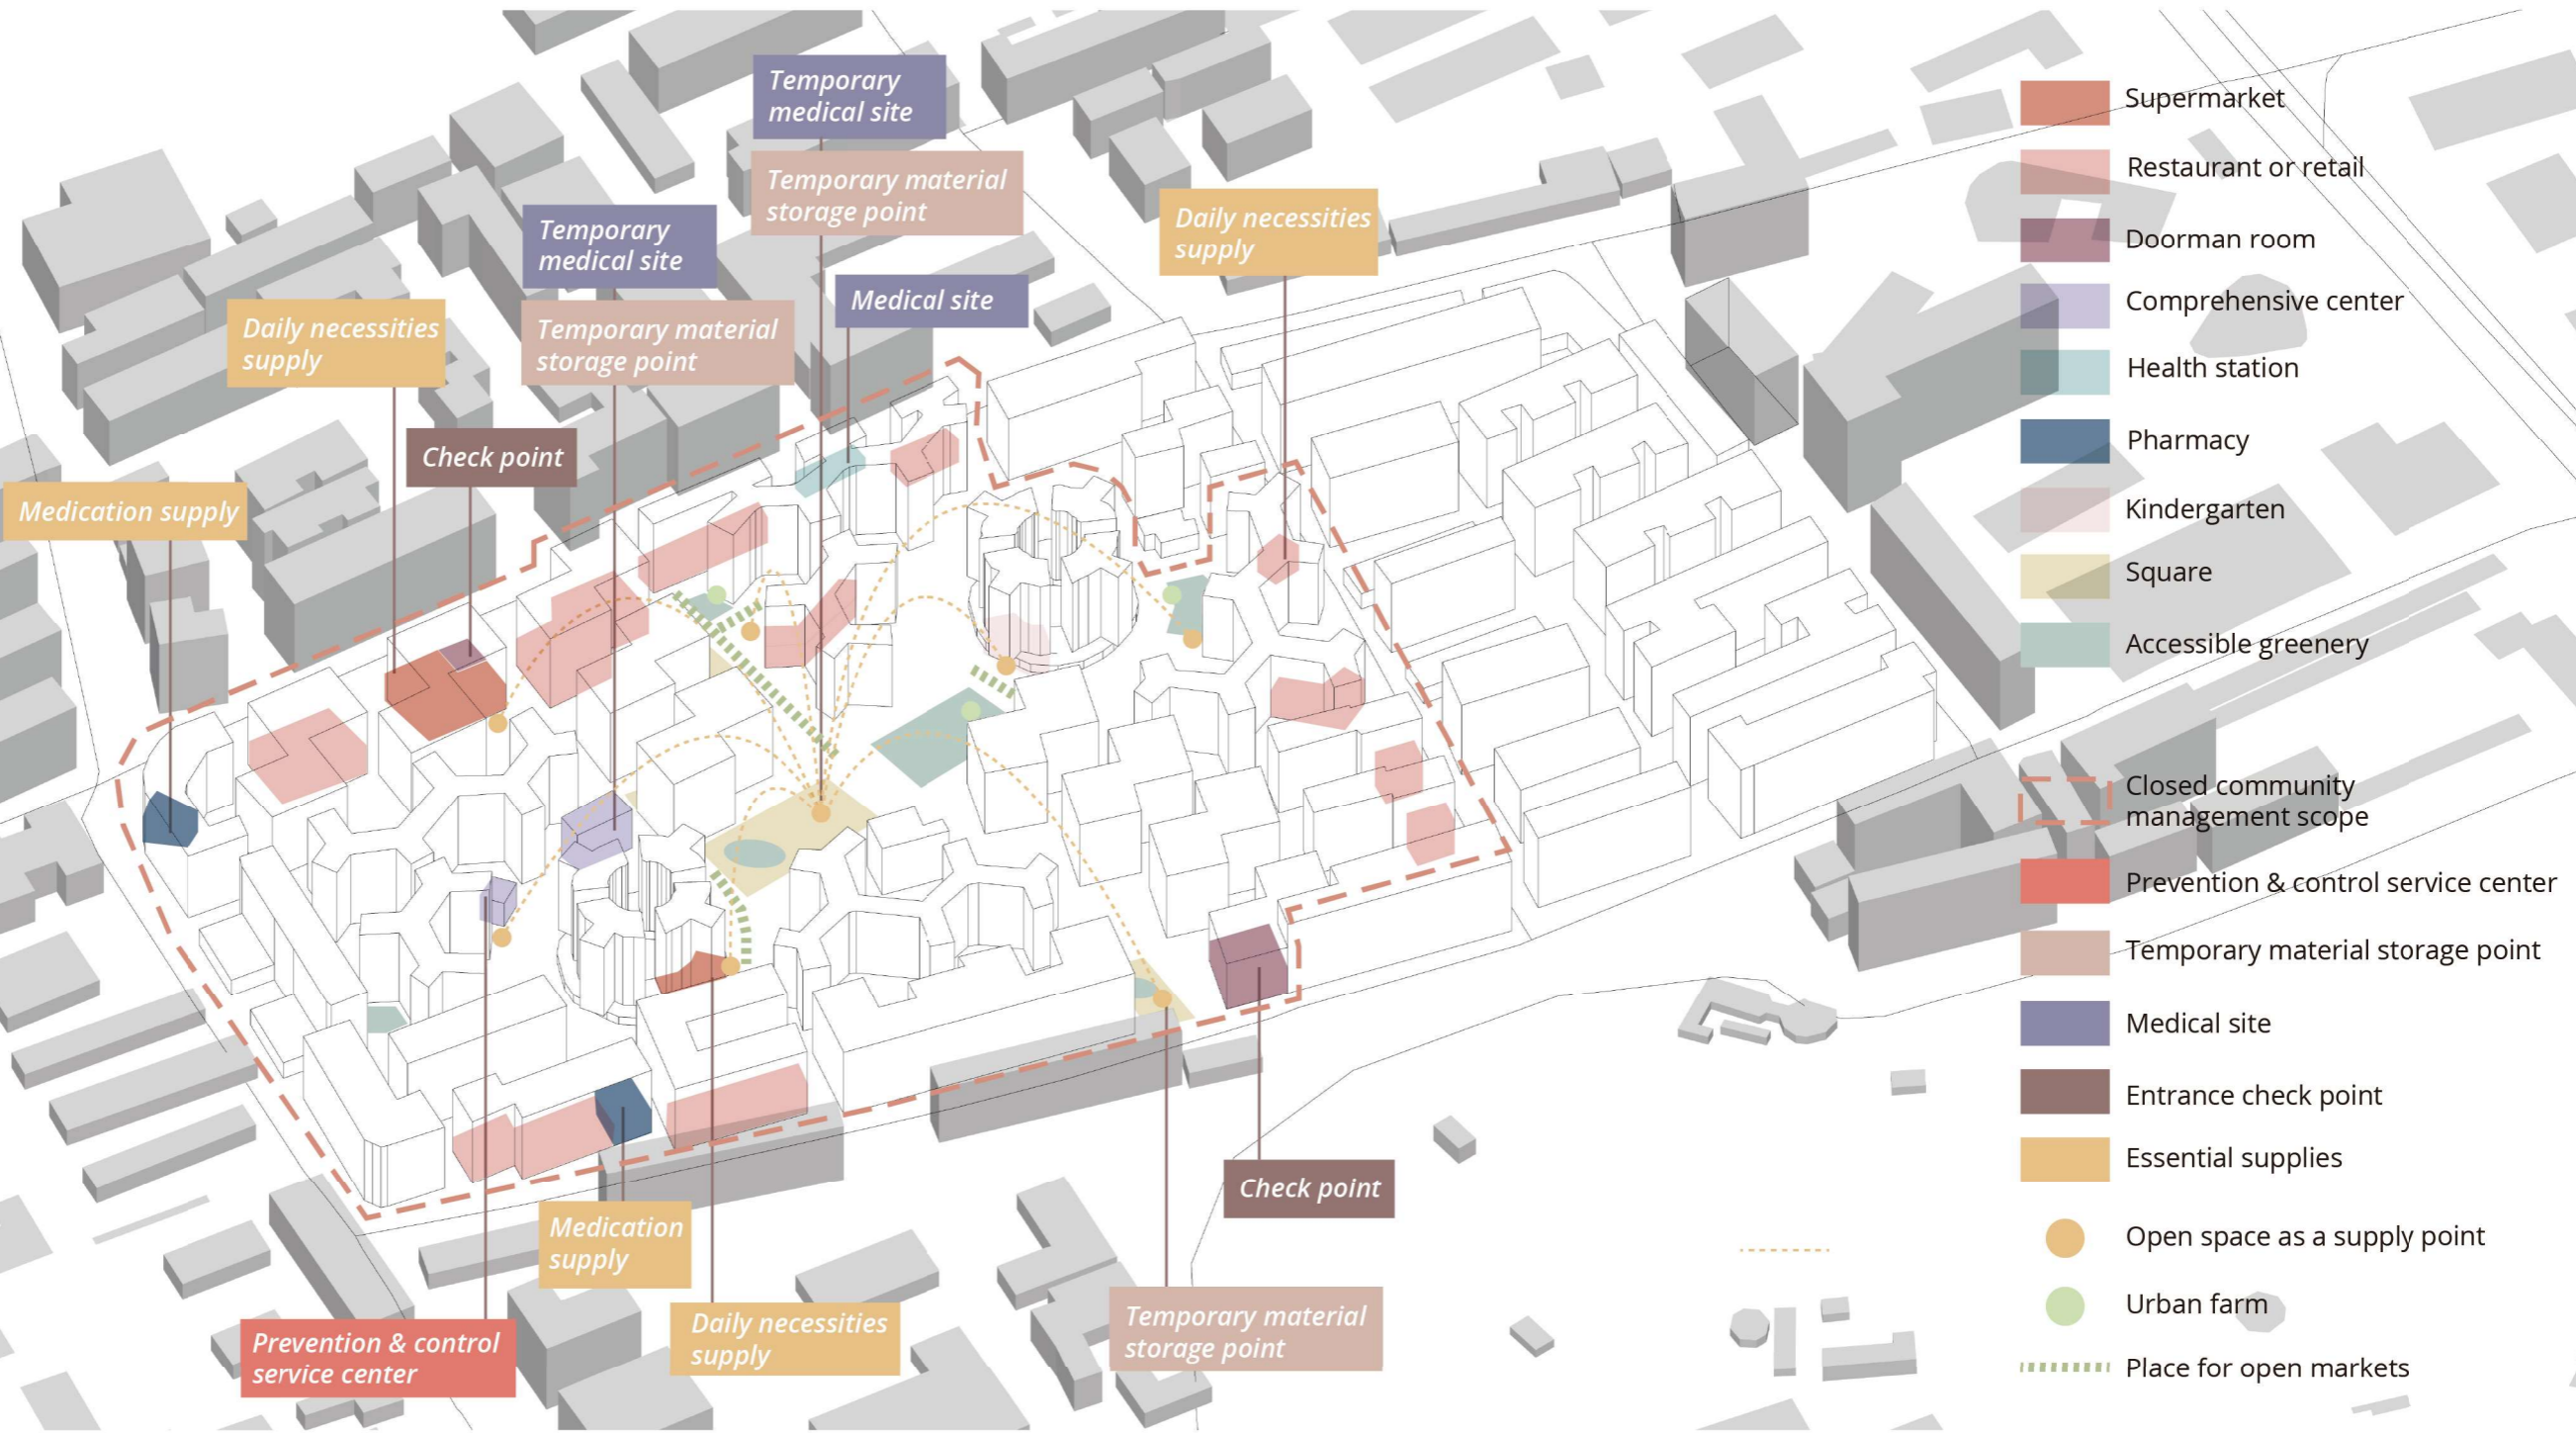 Temporary
medical site
Temporary material
storage point
Daily necessities
supply
Temporary
medical site
Medical site
Daily necessities
supply
Temporary material
storage point
Check point
Medication supply
Check point
Medication
supply
Temporary material
storage point
Daily necessities
supply
Prevention & control
service center
Supermarket
Restaurant or retail
Doorman room
Comprehensive center
Health station
Pharmacy
Kindergarten
Square
Accessible greenery
Closed community
management scope
Prevention & control service center
Temporary material storage point
Medical site
Entrance check point
Essential supplies
Open space as a supply point
Urban farm
Place for open markets